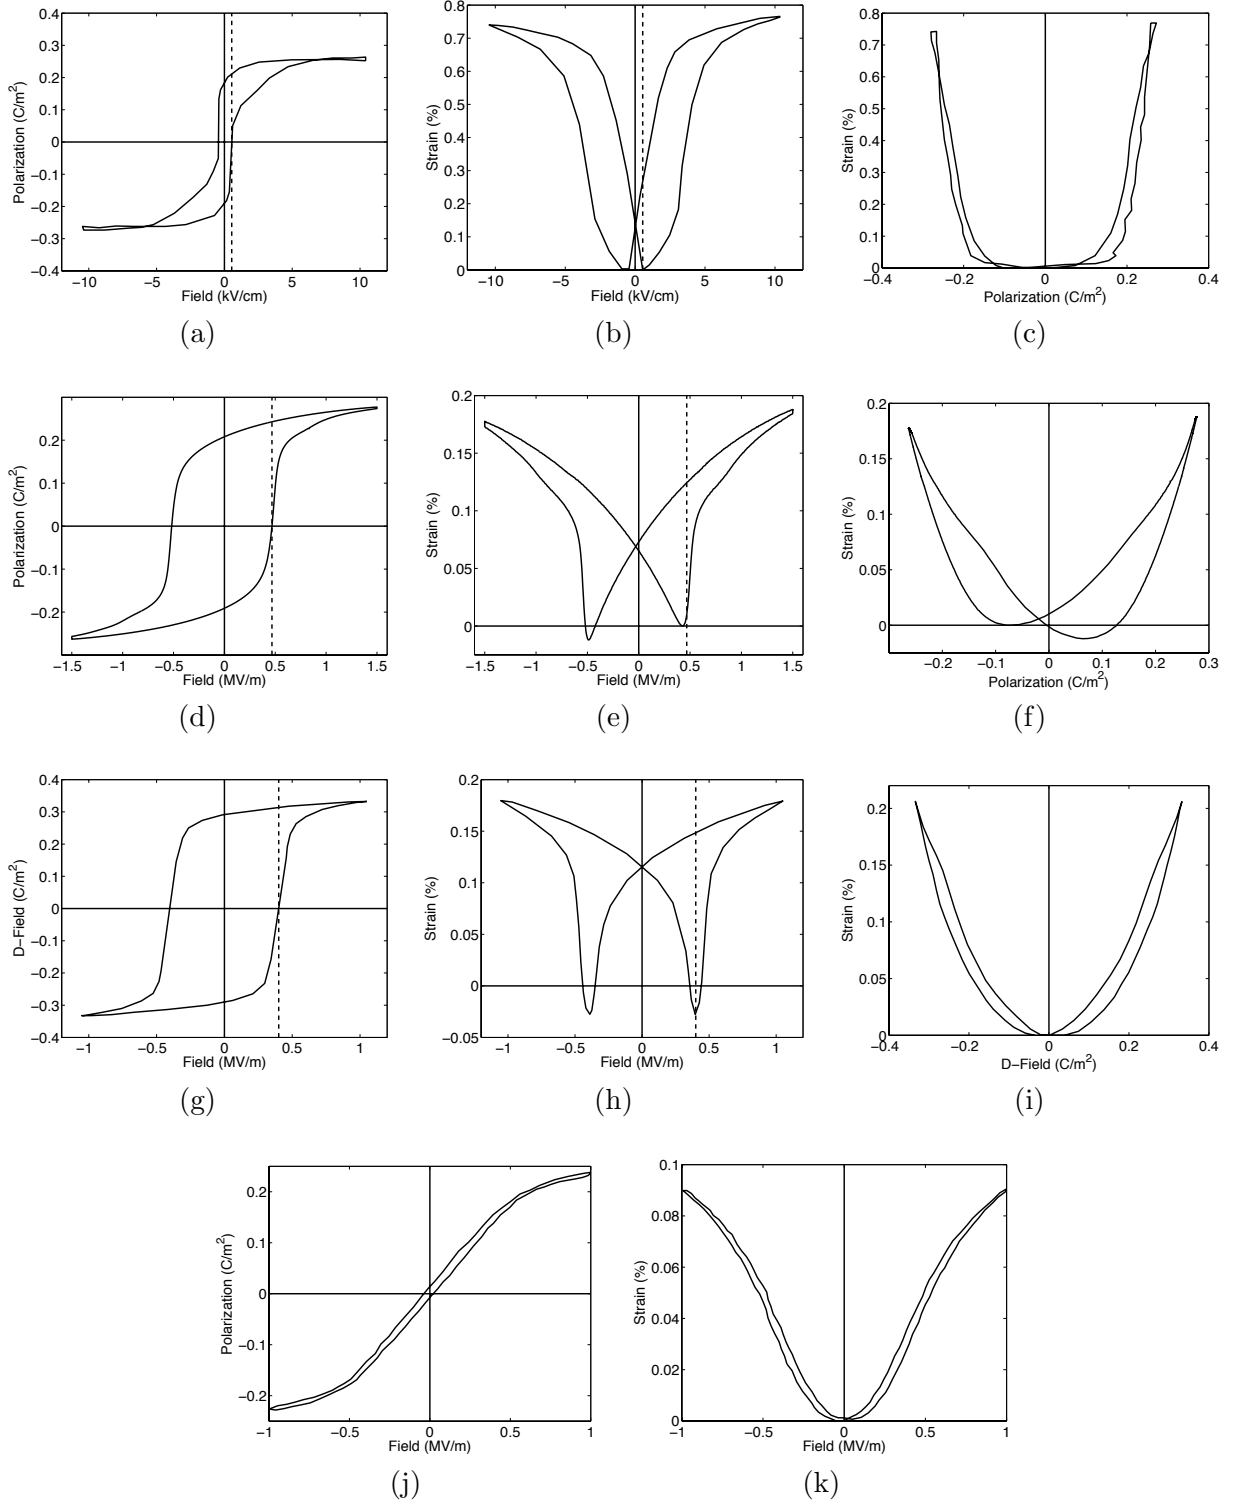 0.4
0.3
0.2
0.1
0
−0.1
−0.2
−0.3
−0.4
Polarization (C/m²)
−10 −5 0 5 10
Field (kV/cm)
(a)
0.8
0.7
0.6
0.5
0.4
0.3
0.2
0.1
0
Strain (%)
−10 −5 0 5 10
Field (kV/cm)
(b)
0.8
0.7
0.6
0.5
0.4
0.3
0.2
0.1
0
Strain (%)
−0.4 −0.2 0 0.2 0.4
Polarization (C/m²)
(c)
0.2
0.1
0
−0.1
−0.2
Polarization (C/m²)
−1.5 −1 −0.5 0 0.5 1 1.5
Field (MV/m)
(d)
0.2
0.15
0.1
0.05
0
Strain (%)
−1.5 −1 −0.5 0 0.5 1 1.5
Field (MV/m)
(e)
0.2
0.15
0.1
0.05
0
Strain (%)
−0.2 −0.1 0 0.1 0.2 0.3
Polarization (C/m²)
(f)
0.4
0.3
0.2
0.1
0
−0.1
−0.2
−0.3
−0.4
D−Field (C/m²)
−1 −0.5 0 0.5 1
Field (MV/m)
(g)
0.2
0.15
0.1
0.05
0
−0.05
Strain (%)
−1 −0.5 0 0.5 1
Field (MV/m)
(h)
0.2
0.15
0.1
0.05
0
Strain (%)
−0.4 −0.2 0 0.2 0.4
D−Field (C/m²)
(i)
0.2
0.1
0
−0.1
−0.2
Polarization (C/m²)
−1 −0.5 0 0.5 1
Field (MV/m)
(j)
0.1
0.08
0.06
0.04
0.02
0
Strain (%)
−1 −0.5 0 0.5 1
Field (MV/m)
(k)